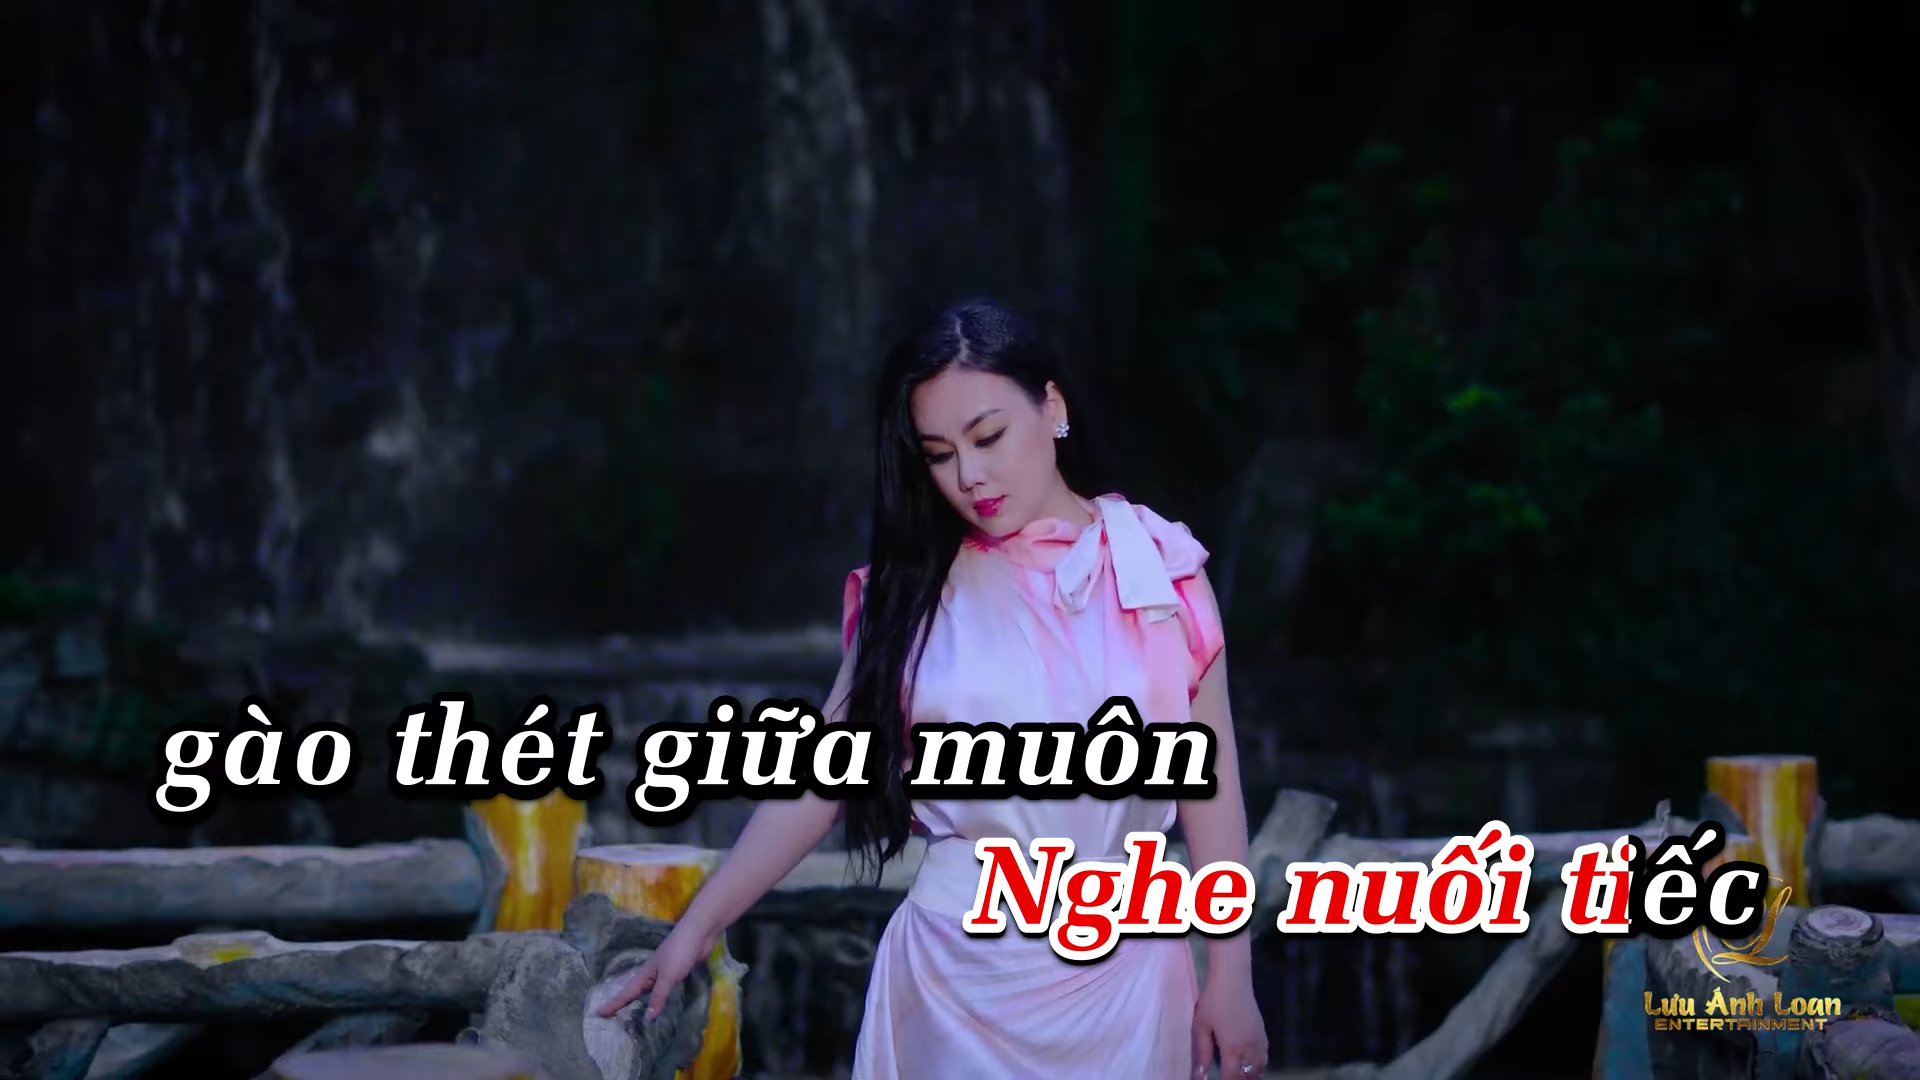 gào thét giữa muôn
Nghe nuối tiếc
Lưu Ánh Loan
ENTERTAINMENT